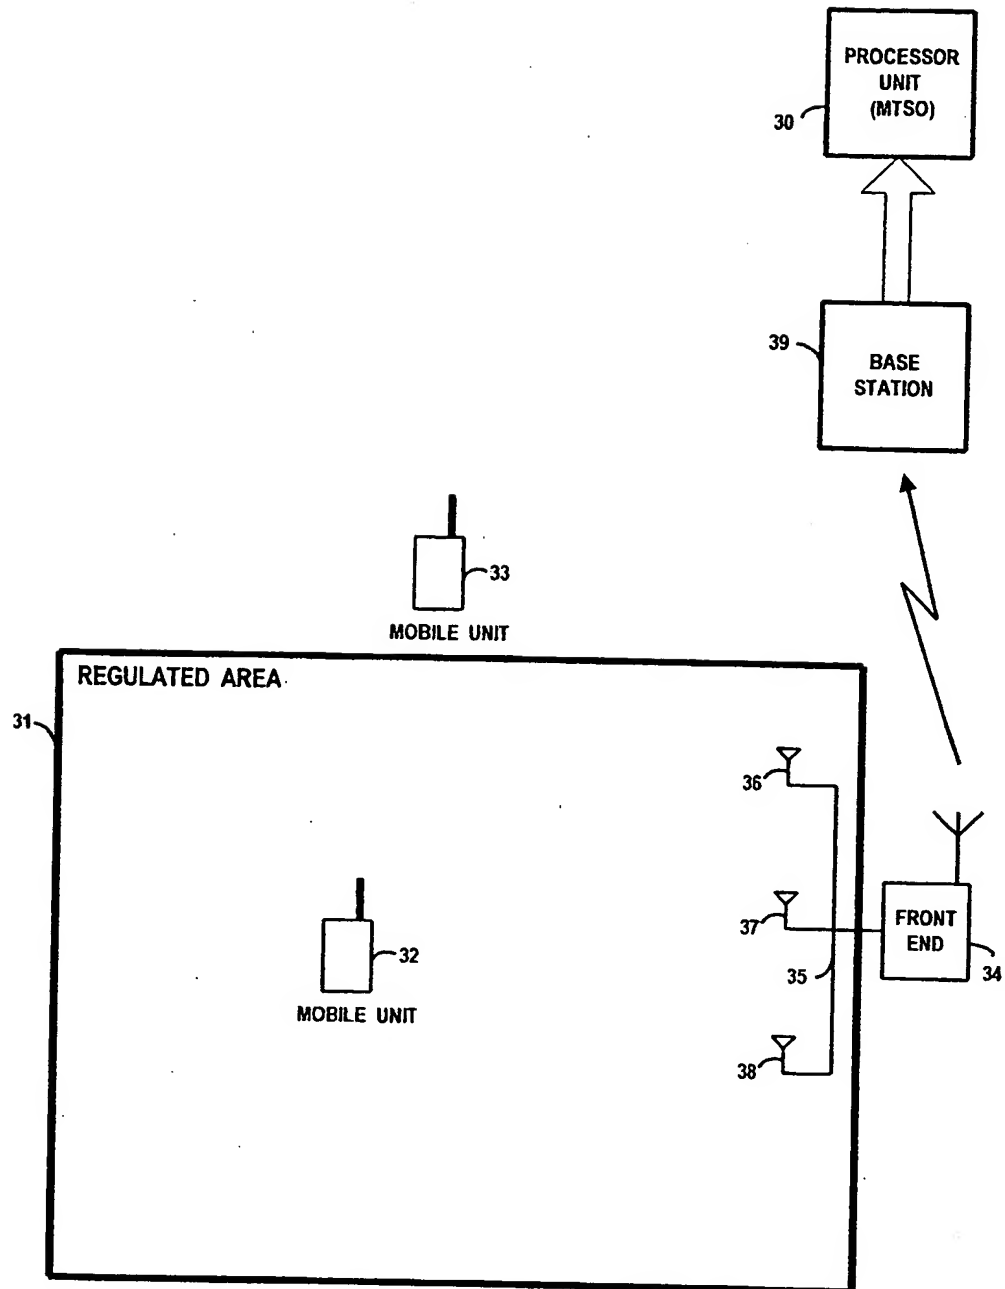 PROCESSOR
UNIT
(MTSO)
30
39
BASE
STATION
33
MOBILE UNIT
REGULATED AREA
31
36
37
FRONT
END
32
35
34
MOBILE UNIT
38